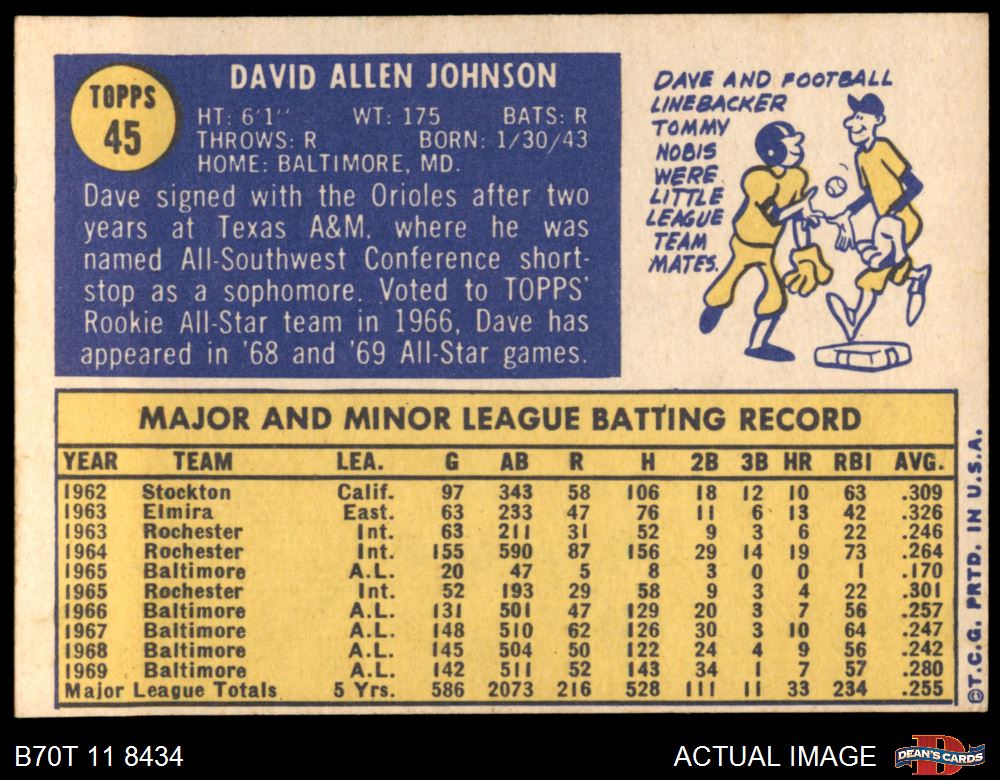 TOPPS
45
DAVID ALLEN JOHNSON
HT: 6'1" WT: 175 BATS: R
THROWS: R BORN: 1/30/43
HOME: BALTIMORE, MD.
Dave signed with the Orioles after two
years at Texas A&M. where he was
named All-Southwest Conference short-
stop as a sophomore. Voted to TOPPS'
Rookie All-Star team in 1966, Dave has
appeared in '68 and '69 All-Star games.
DAVE AND FOOTBALL
LINEBACKER
TOMMY
NOBIS
WERE
LITTLE
LEAGUE
TEAM
MATES.
MAJOR AND MINOR LEAGUE BATTING RECORD
YEAR TEAM LEA. G AB R H 2B 3B HR RBI AVG.
1962 Stockton Calif. 97 343 58 106 18 12 10 63 .309
1963 Elmira East. 63 233 47 76 11 6 13 42 .326
1963 Rochester Int. 63 211 31 52 9 3 6 22 .246
1964 Rochester Int. 155 590 87 156 29 14 19 73 .264
1965 Baltimore A.L. 20 47 5 8 3 0 0 1 .170
1965 Rochester Int. 52 193 29 58 9 3 4 22 .301
1966 Baltimore A.L. 131 501 47 129 20 3 7 56 .257
1967 Baltimore A.L. 148 510 62 126 30 3 10 64 .247
1968 Baltimore A.L. 145 504 50 122 24 4 9 56 .242
1969 Baltimore A.L. 142 511 52 143 34 1 7 57 .280
Major League Totals 5 Yrs. 586 2073 216 528 111 11 33 234 .255
©T.C.G. PRTD. IN U.S.A.
B70T 11 8434
ACTUAL IMAGE
DEAN'S CARDS